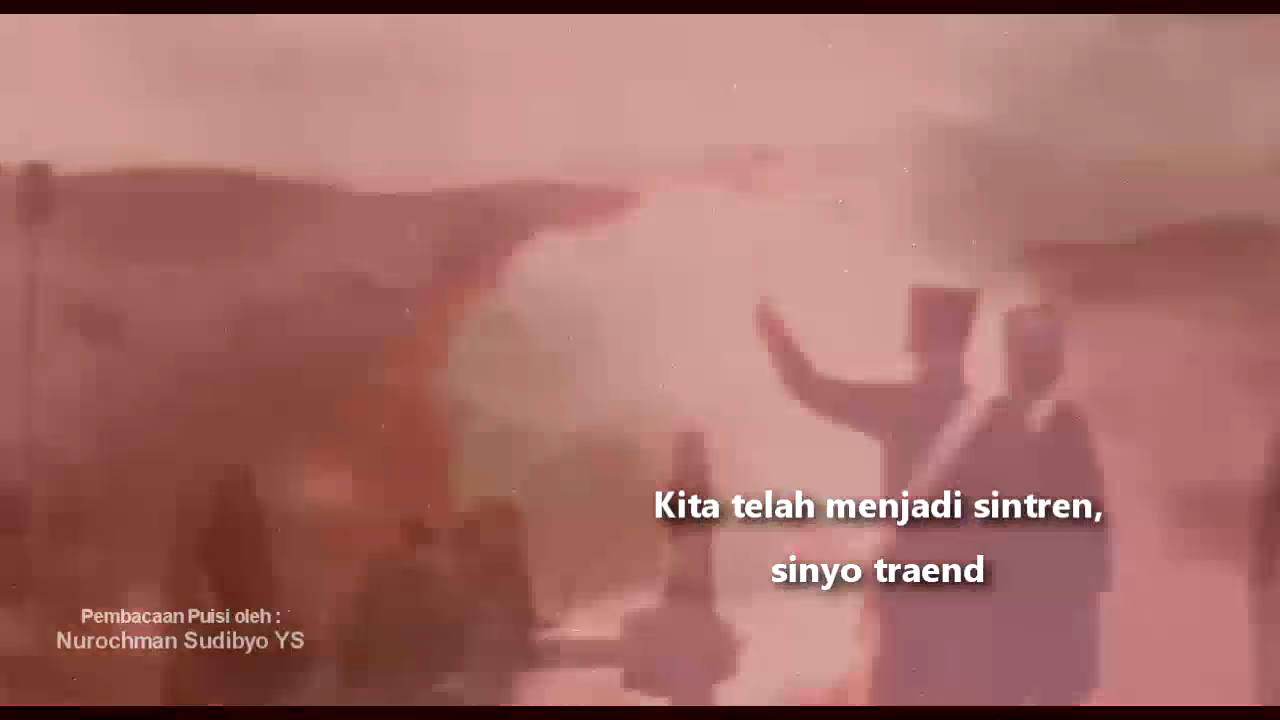 Kita telah menjadi sintren,
sinyo traend
Pembacaan Puisi oleh :
Nurochman Sudibyo YS